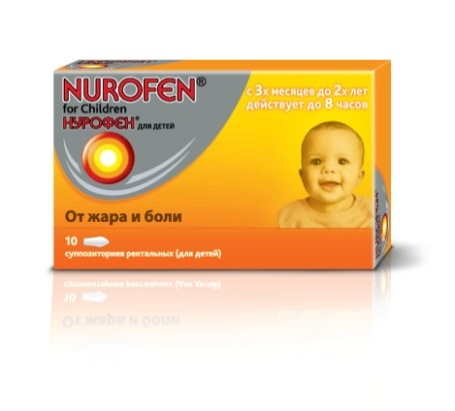 NUROFEN®
for Children
НУРОФЕН® для детей
с 3х месяцев до 2х лет
действует до 8 часов
От жара и боли
10
суппозиториев ректальных (для детей)